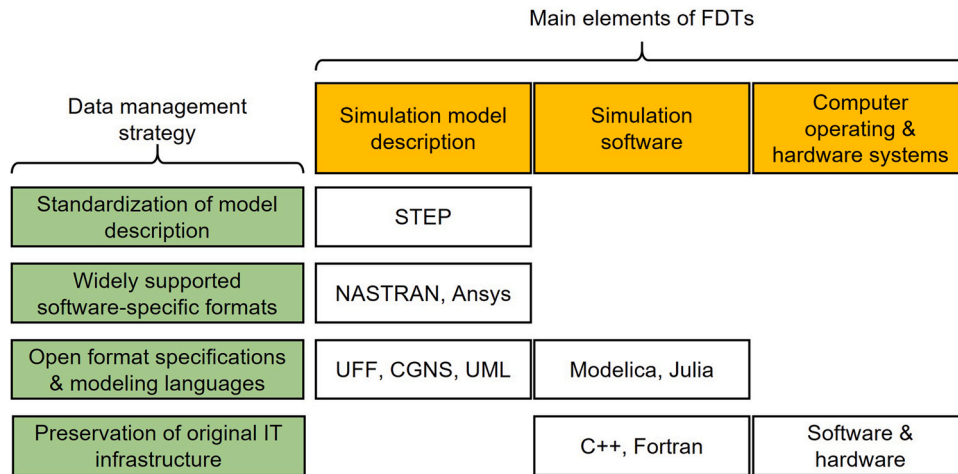 Main elements of FDTs
Data management
strategy
Simulation model
description
Simulation
software
Computer
operating &
hardware systems
Standardization of model
description
STEP
Widely supported
software-specific formats
NASTRAN, Ansys
Open format specifications
& modeling languages
UFF, CGNS, UML
Modelica, Julia
Preservation of original IT
infrastructure
C++, Fortran
Software &
hardware